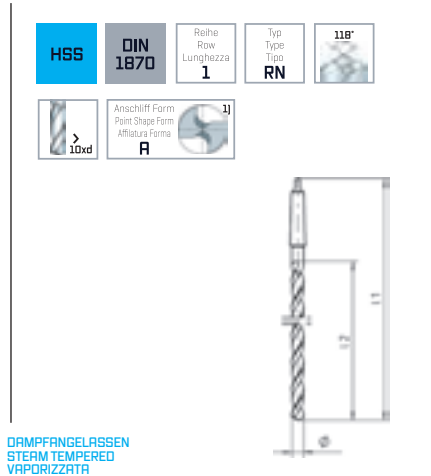 HSS
DIN
1870
Reihe
Row
Lunghezza
1
Typ
Type
Tipo
RN
118°
>
10xd
Anschliff Form
Point Shape Form
Affilatura Forma
A
1)
l1
l2
Ø
DAMPFANGELASSEN
STEAM TEMPERED
VAPORIZZATA